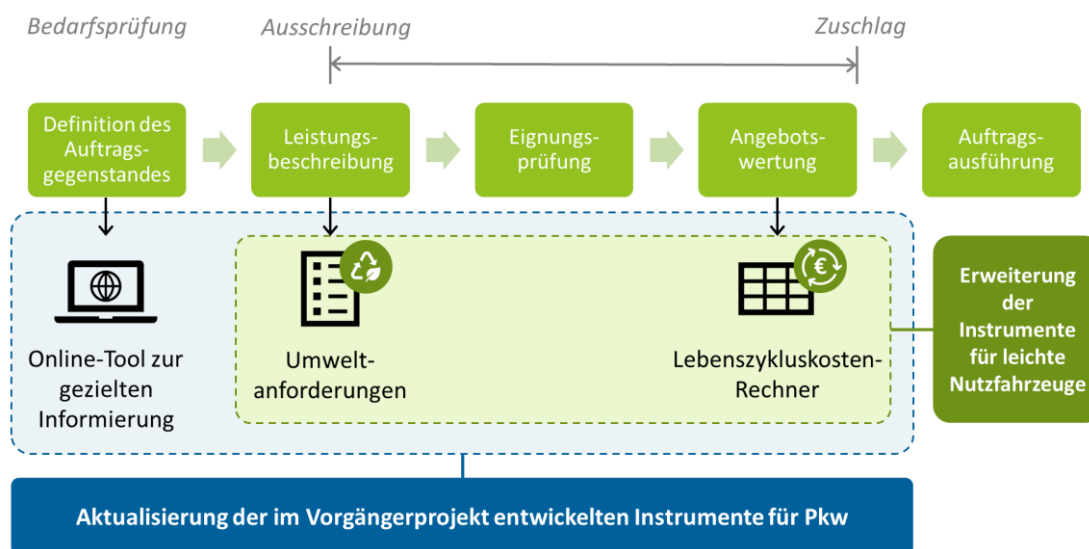 Bedarfsprüfung
Ausschreibung
Zuschlag
Definition des
Auftrags-
gegenstandes
Leistungs-
beschreibung
Eignungs-
prüfung
Angebots-
wertung
Auftrags-
ausführung
Online-Tool zur
gezielten
Informierung
Umwelt-
anforderungen
€
Lebenszykluskosten-
Rechner
Erweiterung
der
Instrumente
für leichte
Nutzfahrzeuge
Aktualisierung der im Vorgängerprojekt entwickelten Instrumente für Pkw